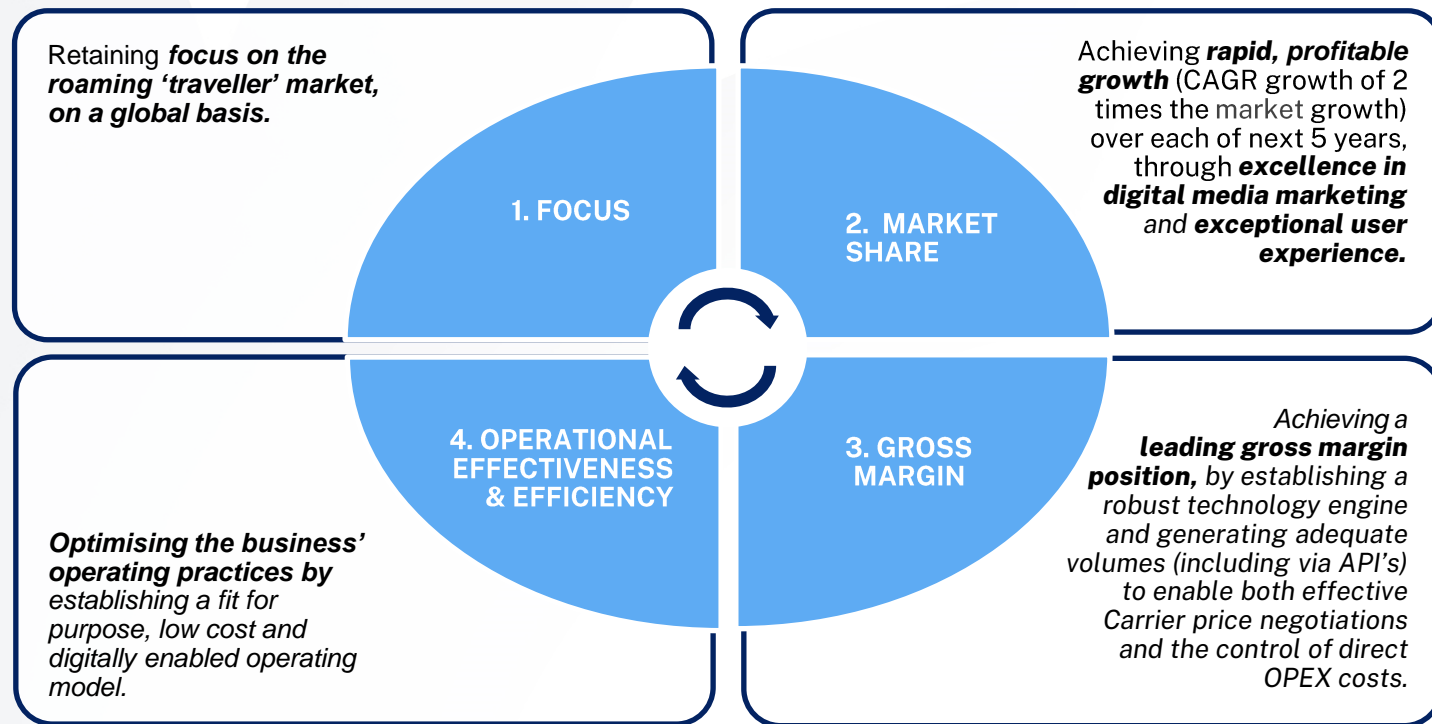 Retaining focus on the
roaming ‘traveller’ market,
on a global basis.
1. FOCUS
Achieving rapid, profitable
growth (CAGR growth of 2
times the market growth)
over each of next 5 years,
through excellence in
digital media marketing
and exceptional user
experience.
2. MARKET
SHARE
4. OPERATIONAL
EFFECTIVENESS
& EFFICIENCY
Optimising the business’
operating practices by
establishing a fit for
purpose, low cost and
digitally enabled operating
model.
3. GROSS
MARGIN
Achieving a
leading gross margin
position, by establishing a
robust technology engine
and generating adequate
volumes (including via API’s)
to enable both effective
Carrier price negotiations
and the control of direct
OPEX costs.